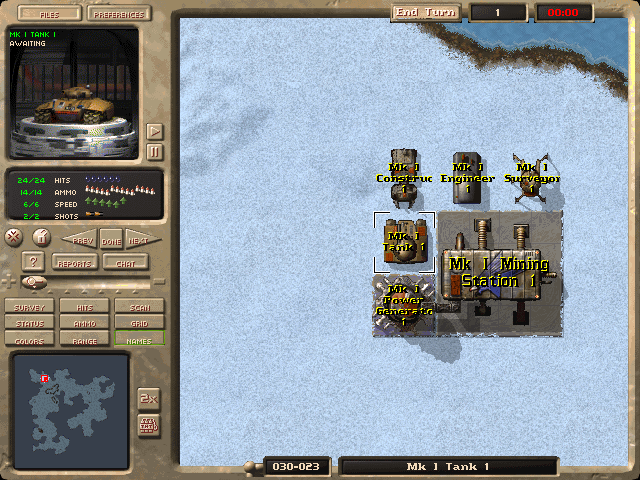 FILES
PREFERENCES
End Turn
1
00:00
MK 1 TANK 1
AWAITING
24/24 HITS
14/14 AMMO
6/6 SPEED
2/2 SHOTS
PREV
DONE
NEXT
?
REPORTS
CHAT
SURVEY
HITS
SCAN
STATUS
AMMO
GRID
COLORS
RANGE
NAMES
2x
Mk 1
Construc
1
Mk 1
Engineer
1
Mk 1
Surveyor
1
Mk 1
Tank 1
Mk 1 Mining
Station 1
Mk 1
Power
Generato
1
030-023
Mk 1 Tank 1